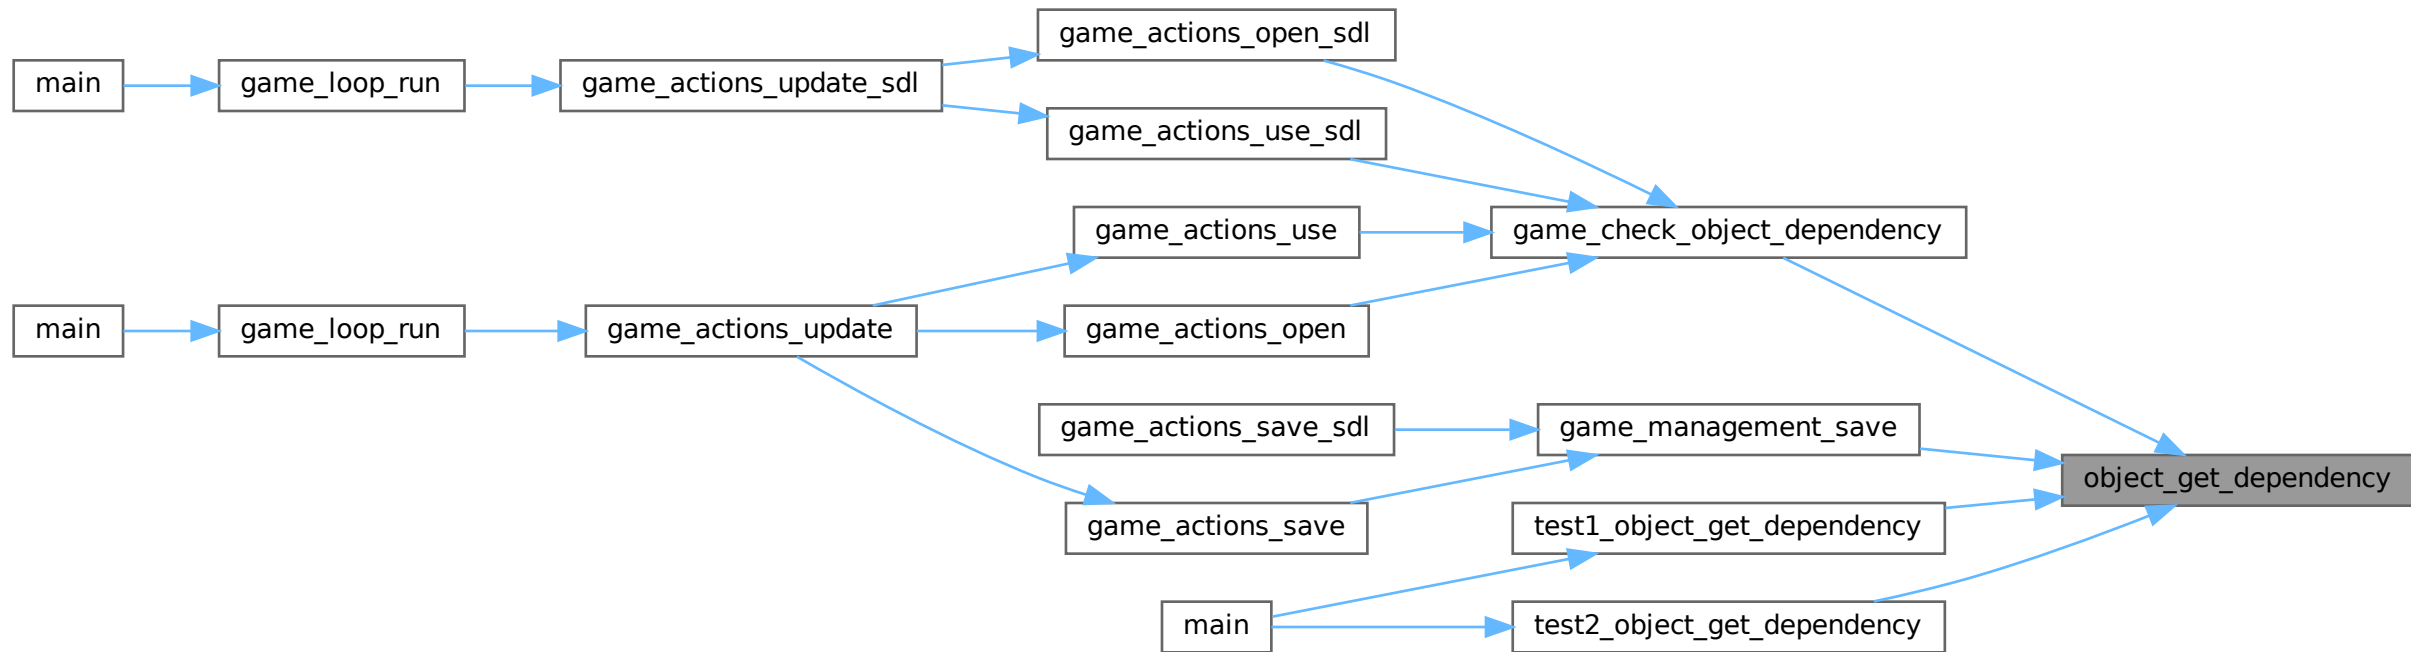 game_actions_open_sdl
main
game_loop_run
game_actions_update_sdl
game_actions_use_sdl
game_actions_use
game_check_object_dependency
main
game_loop_run
game_actions_update
game_actions_open
game_actions_save_sdl
game_management_save
object_get_dependency
game_actions_save
test1_object_get_dependency
main
test2_object_get_dependency